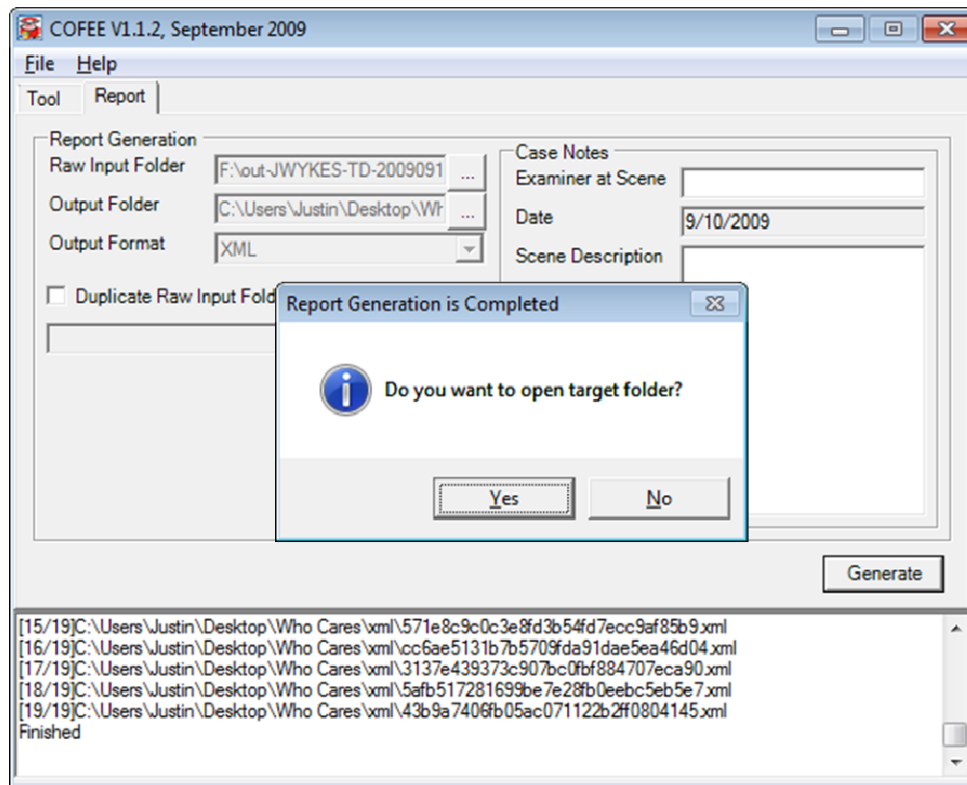 COFEE V1.1.2, September 2009
File Help
Tool Report
Report Generation
Raw Input Folder F:\out-JWYKES-TD-2009091 ...
Output Folder C:\Users\Justin\Desktop\Wh ...
Output Format XML
Duplicate Raw Input Fold
Case Notes
Examiner at Scene
Date 9/10/2009
Scene Description
Report Generation is Completed
Do you want to open target folder?
Yes No
Generate
[15/19]C:\Users\Justin\Desktop\Who Cares\xml\571e8c9c0c3e8fd3b54fd7ecc9af85b9.xml
[16/19]C:\Users\Justin\Desktop\Who Cares\xml\cc6ae5131b7b5709fda91dae5ea46d04.xml
[17/19]C:\Users\Justin\Desktop\Who Cares\xml\3137e439373c907bc0fbf884707eca90.xml
[18/19]C:\Users\Justin\Desktop\Who Cares\xml\5afb517281699be7e28fb0eebc5eb5e7.xml
[19/19]C:\Users\Justin\Desktop\Who Cares\xml\43b9a7406fb05ac071122b2ff0804145.xml
Finished